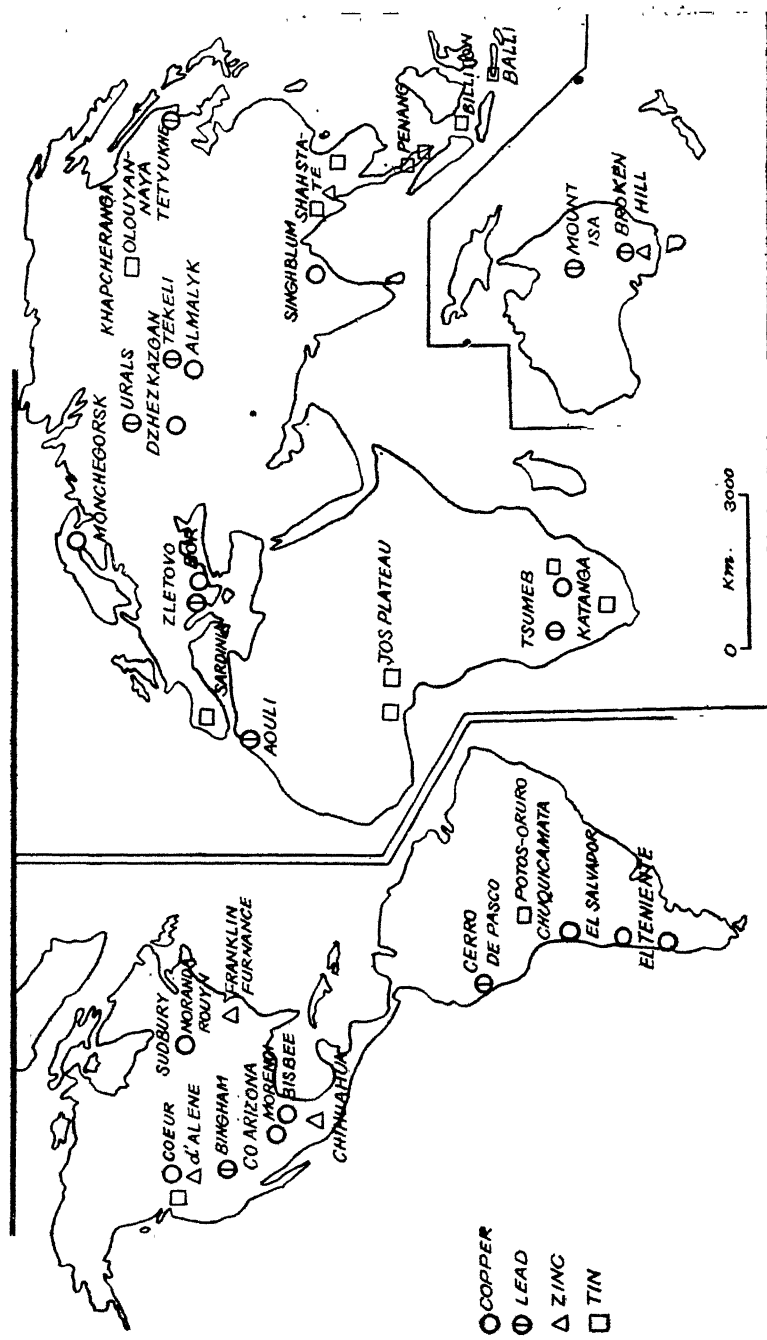 COEUR
d'ALENE
SUDBURY
NORANDA
ROUYN
BINGHAM
FRANKLIN
FURNANCE
CO ARIZONA
MORENCI
BISBEE
CHIHUAHUA
CERRO
DE PASCO
POTOS-ORURO
CHUQUICAMATA
EL SALVADOR
EL TENIENTE
COPPER
LEAD
ZINC
TIN
MONCHEGORSK
ZLETOVO
BOR
SARDINIA
AOULI
JOS PLATEAU
TSUMEB
KATANGA
URALS
DZHEZKAZGAN
TEKELI
ALMALYK
KHAPCHERANGA
OLOUYAN-
NAYA
TETYUKHE
SINGHBLUM
SHAHSTA-
TE
PENANG
BILLITON
BALLI
MOUNT
ISA
BROKEN
HILL
0 Km. 3000